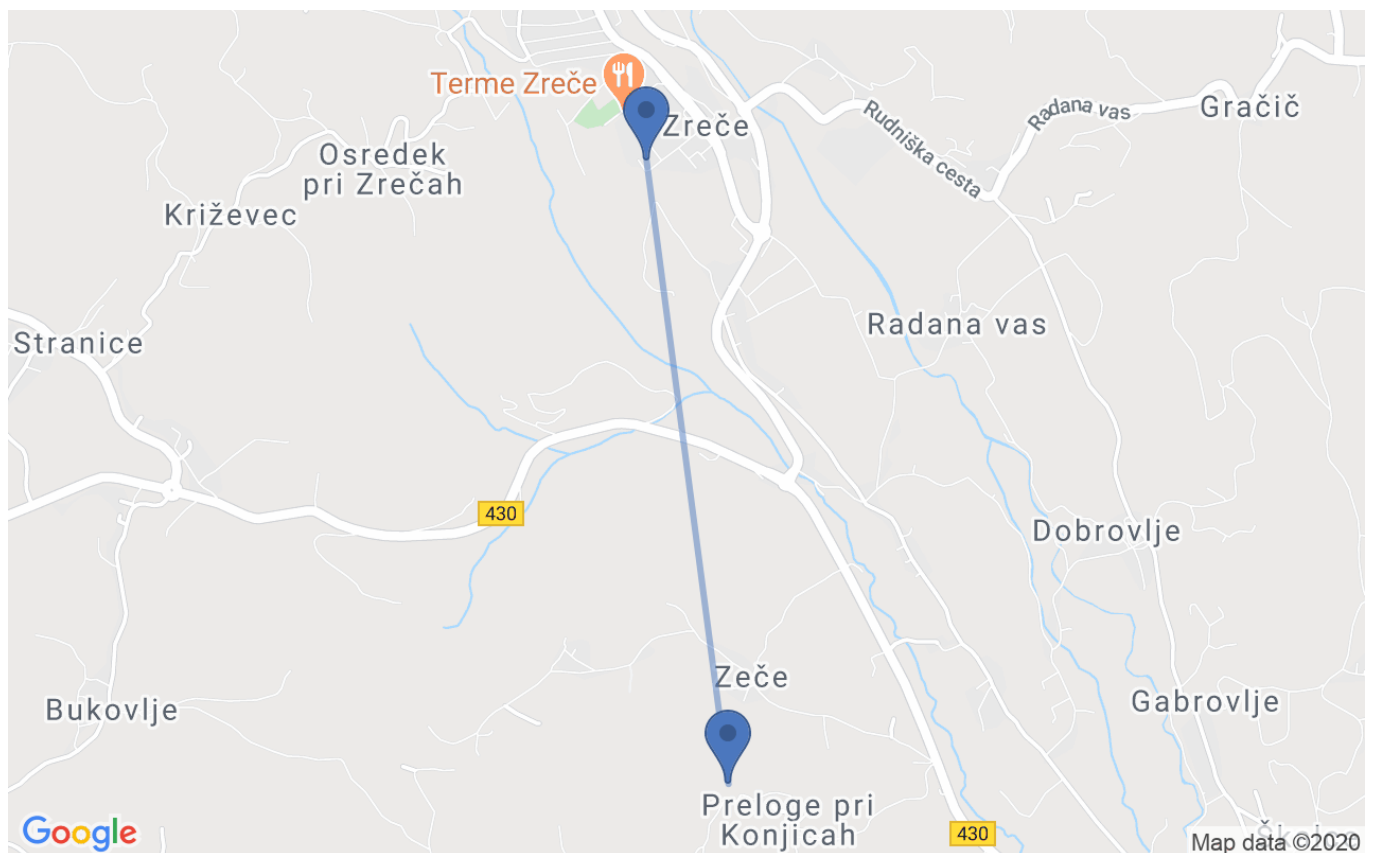 Terme Zreče
Zreče
Gračič
Radana vas
Rudniška cesta
Osredek
pri Zrečah
Križevec
Radana vas
Stranice
430
Dobrovlje
Zeče
Gabrovlje
Bukovlje
Preloge pri
Konjicah
430
Google
Map data ©2020